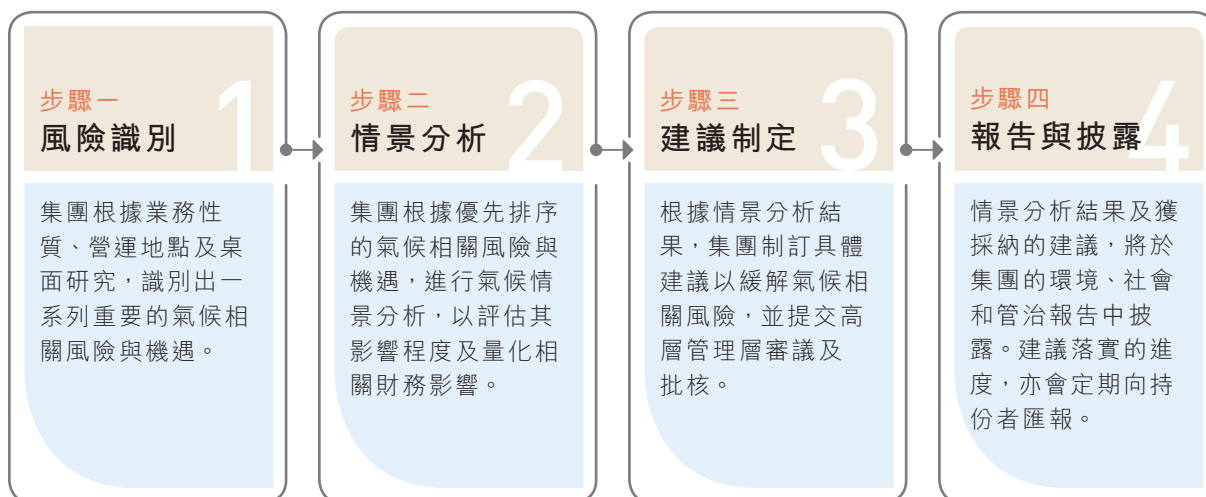 步驟一
風險識別
1
集團根據業務性
質、營運地點及桌
面研究，識別出一
系列重要的氣候相
關風險與機遇。
步驟二
情景分析
2
集團根據優先排序
的氣候相關風險與
機遇，進行氣候情
景分析，以評估其
影響程度及量化相
關財務影響。
步驟三
建議制定
3
根據情景分析結
果，集團制訂具體
建議以緩解氣候相
關風險，並提交高
層管理層審議及
批核。
步驟四
報告與披露
4
情景分析結果及獲
採納的建議，將於
集團的環境、社會
和管治報告中披
露。建議落實的進
度，亦會定期向持
份者匯報。